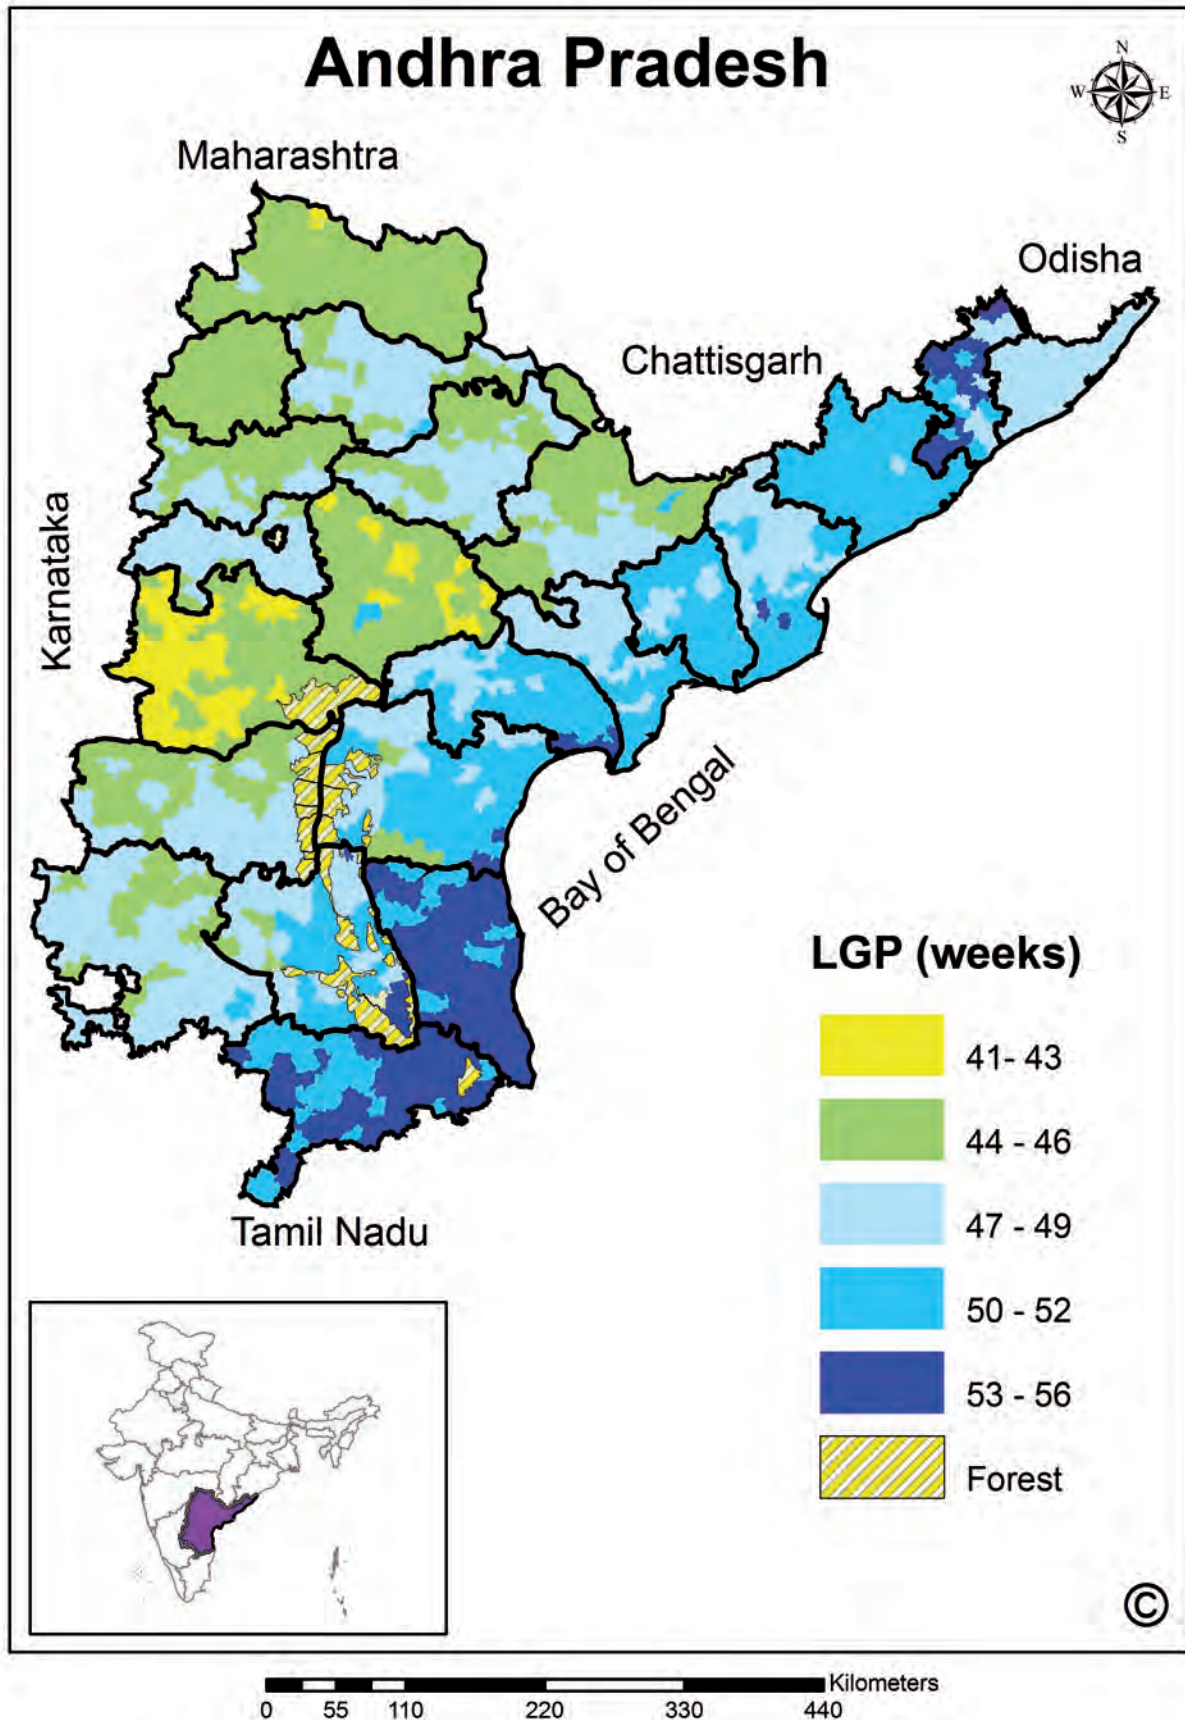 Andhra Pradesh
N
W E
S
Maharashtra
Odisha
Chattisgarh
Karnataka
Bay of Bengal
Tamil Nadu
LGP (weeks)
41- 43
44 - 46
47 - 49
50 - 52
53 - 56
Forest
©
Kilometers
0 55 110 220 330 440